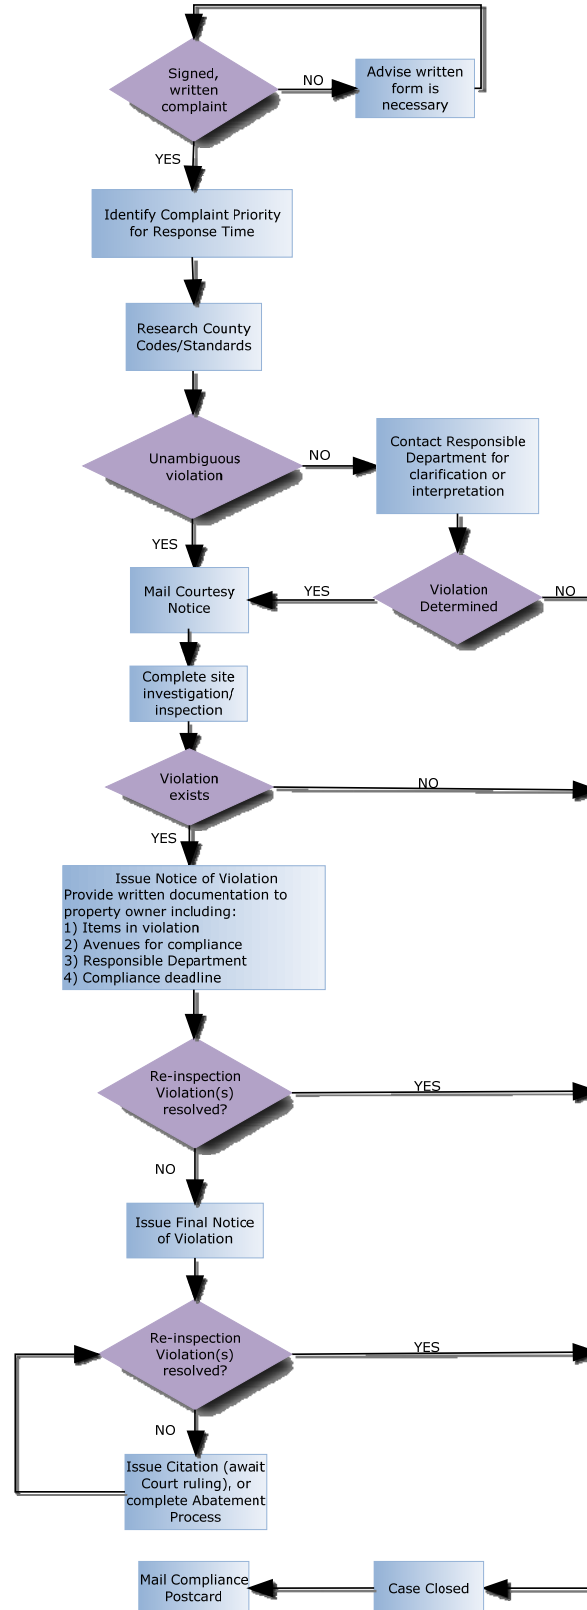 Signed,
written
complaint
NO
Advise written
form is
necessary
YES
Identify Complaint Priority
for Response Time
Research County
Codes/Standards
Unambiguous
violation
NO
Contact Responsible
Department for
clarification or
interpretation
YES
Mail Courtesy
Notice
YES
Violation
Determined
NO
Complete site
investigation/
inspection
Violation
exists
NO
YES
Issue Notice of Violation
Provide written documentation to
property owner including:
1) Items in violation
2) Avenues for compliance
3) Responsible Department
4) Compliance deadline
Re-inspection
Violation(s)
resolved?
YES
NO
Issue Final Notice
of Violation
Re-inspection
Violation(s)
resolved?
YES
NO
Issue Citation (await
Court ruling), or
complete Abatement
Process
Mail Compliance
Postcard
Case Closed